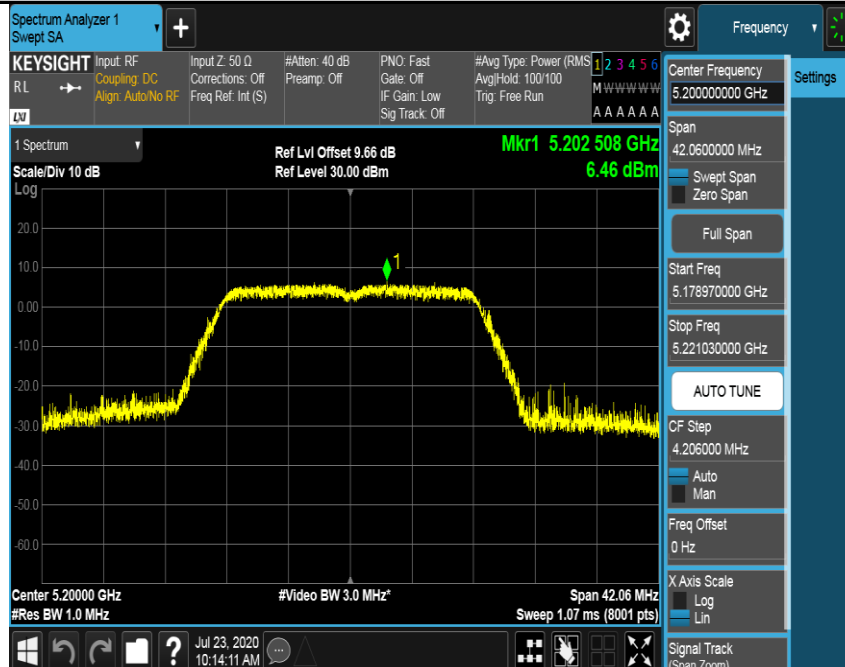 Spectrum Analyzer 1
Swept SA
+
Frequency
KEYSIGHT
RL
LXI
Input: RF
Coupling: DC
Align: Auto/No RF
Input Z: 50 Ω
Corrections: Off
Freq Ref: Int (S)
#Atten: 40 dB
Preamp: Off
PNO: Fast
Gate: Off
IF Gain: Low
Sig Track: Off
#Avg Type: Power (RMS
Avg|Hold: 100/100
Trig: Free Run
1 2 3 4 5 6
M W W W W W
A A A A A A
Center Frequency
5.200000000 GHz
Settings
Span
42.0600000 MHz
Swept Span
Zero Span
Full Span
Start Freq
5.178970000 GHz
Stop Freq
5.221030000 GHz
AUTO TUNE
CF Step
4.206000 MHz
Auto
Man
Freq Offset
0 Hz
X Axis Scale
Log
Lin
Signal Track
(Span Zoom)
1 Spectrum
Scale/Div 10 dB
Log
Ref Lvl Offset 9.66 dB
Ref Level 30.00 dBm
Mkr1 5.202 508 GHz
6.46 dBm
20.0
10.0
1
0.00
-10.0
-20.0
-30.0
-40.0
-50.0
-60.0
Center 5.20000 GHz
#Res BW 1.0 MHz
#Video BW 3.0 MHz*
Span 42.06 MHz
Sweep 1.07 ms (8001 pts)
?
Jul 23, 2020
10:14:11 AM